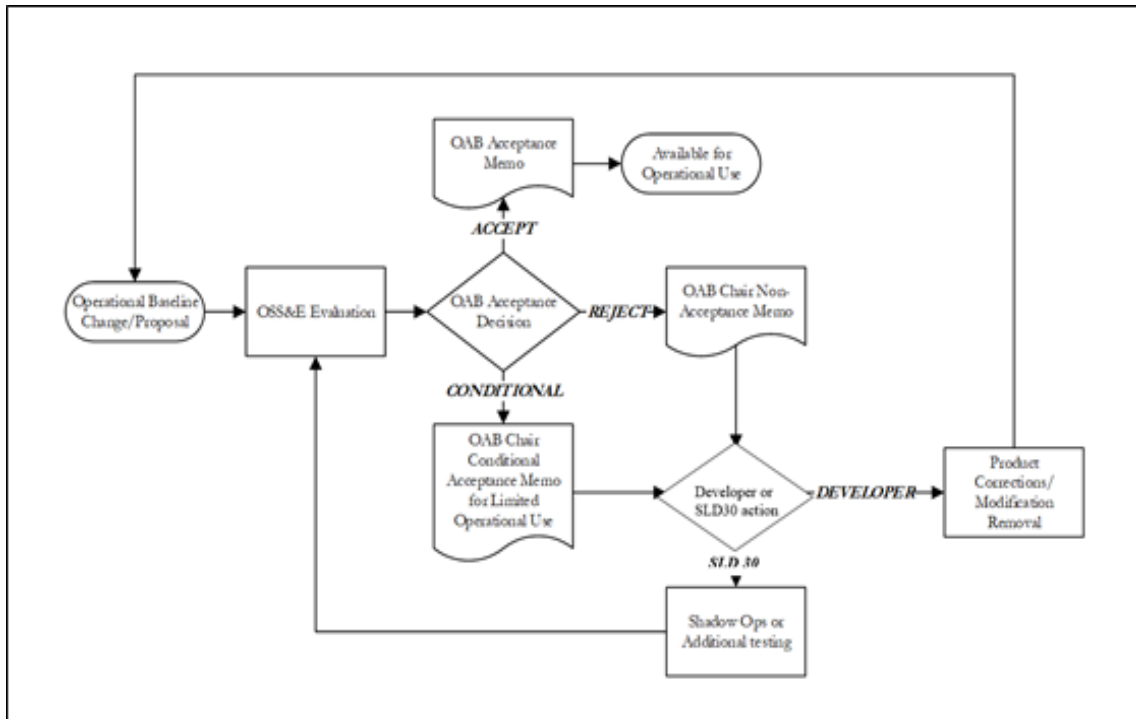 OAB Acceptance
Memo
Available for
Operational Use
ACCEPT
Operational Baseline
Change/Proposal
OSS&E Evaluation
OAB Acceptance
Decision
REJECT
OAB Chair Non-
Acceptance Memo
CONDITIONAL
OAB Chair
Conditional
Acceptance Memo
for Limited
Operational Use
Developer or
SLD30 action
DEVELOPER
Product
Corrections/
Modification
Removal
SLD 30
Shadow Ops or
Additional testing